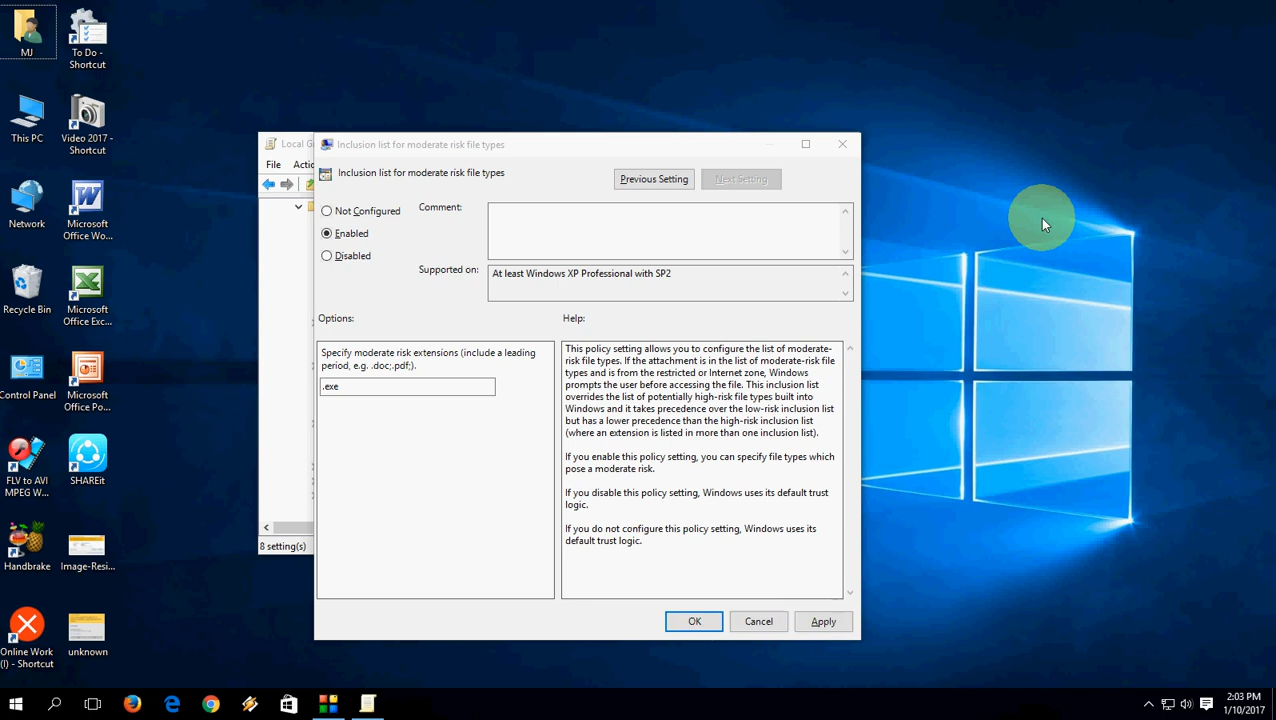 MJ
To Do -
Shortcut
This PC
Video 2017 -
Shortcut
Network
Microsoft
Office Wo...
Recycle Bin
Microsoft
Office Exc...
Control Panel
Microsoft
Office Po...
FLV to AVI
MPEG W...
SHAREit
Handbrake
Image-Resi...
Online Work
(I) - Shortcut
unknown
Local G
File
Actio
8 setting(s)
Inclusion list for moderate risk file types
Inclusion list for moderate risk file types
Previous Setting
Next Setting
Not Configured
Enabled
Disabled
Comment:
Supported on:
At least Windows XP Professional with SP2
Options:
Help:
Specify moderate risk extensions (include a leading
period, e.g. .doc;.pdf;).
.exe
This policy setting allows you to configure the list of moderate-
risk file types. If the attachment is in the list of moderate-risk file
types and is from the restricted or Internet zone, Windows
prompts the user before accessing the file. This inclusion list
overrides the list of potentially high-risk file types built into
Windows and it takes precedence over the low-risk inclusion list
but has a lower precedence than the high-risk inclusion list
(where an extension is listed in more than one inclusion list).
If you enable this policy setting, you can specify file types which
pose a moderate risk.
If you disable this policy setting, Windows uses its default trust
logic.
If you do not configure this policy setting, Windows uses its
default trust logic.
OK
Cancel
Apply
2:03 PM
1/10/2017